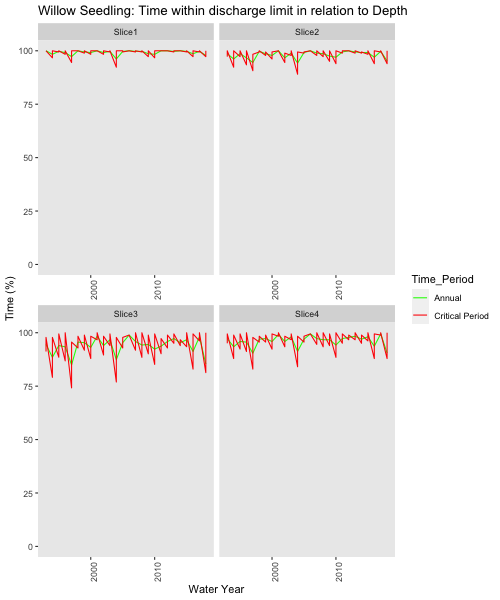 Willow Seedling: Time within discharge limit in relation to Depth
Slice1
Slice2
100
75
50
25
0
2000
2010
2000
2010
Time (%)
Slice3
Slice4
100
75
50
25
0
2000
2010
2000
2010
Water Year
Time_Period
Annual
Critical Period